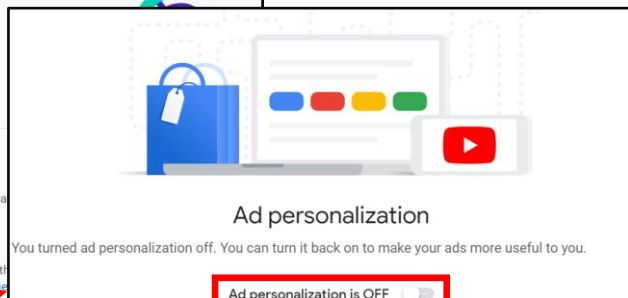 Ad personalization
You turned ad personalization off. You can turn it back on to make your ads more useful to you.
Ad personalization is OFF